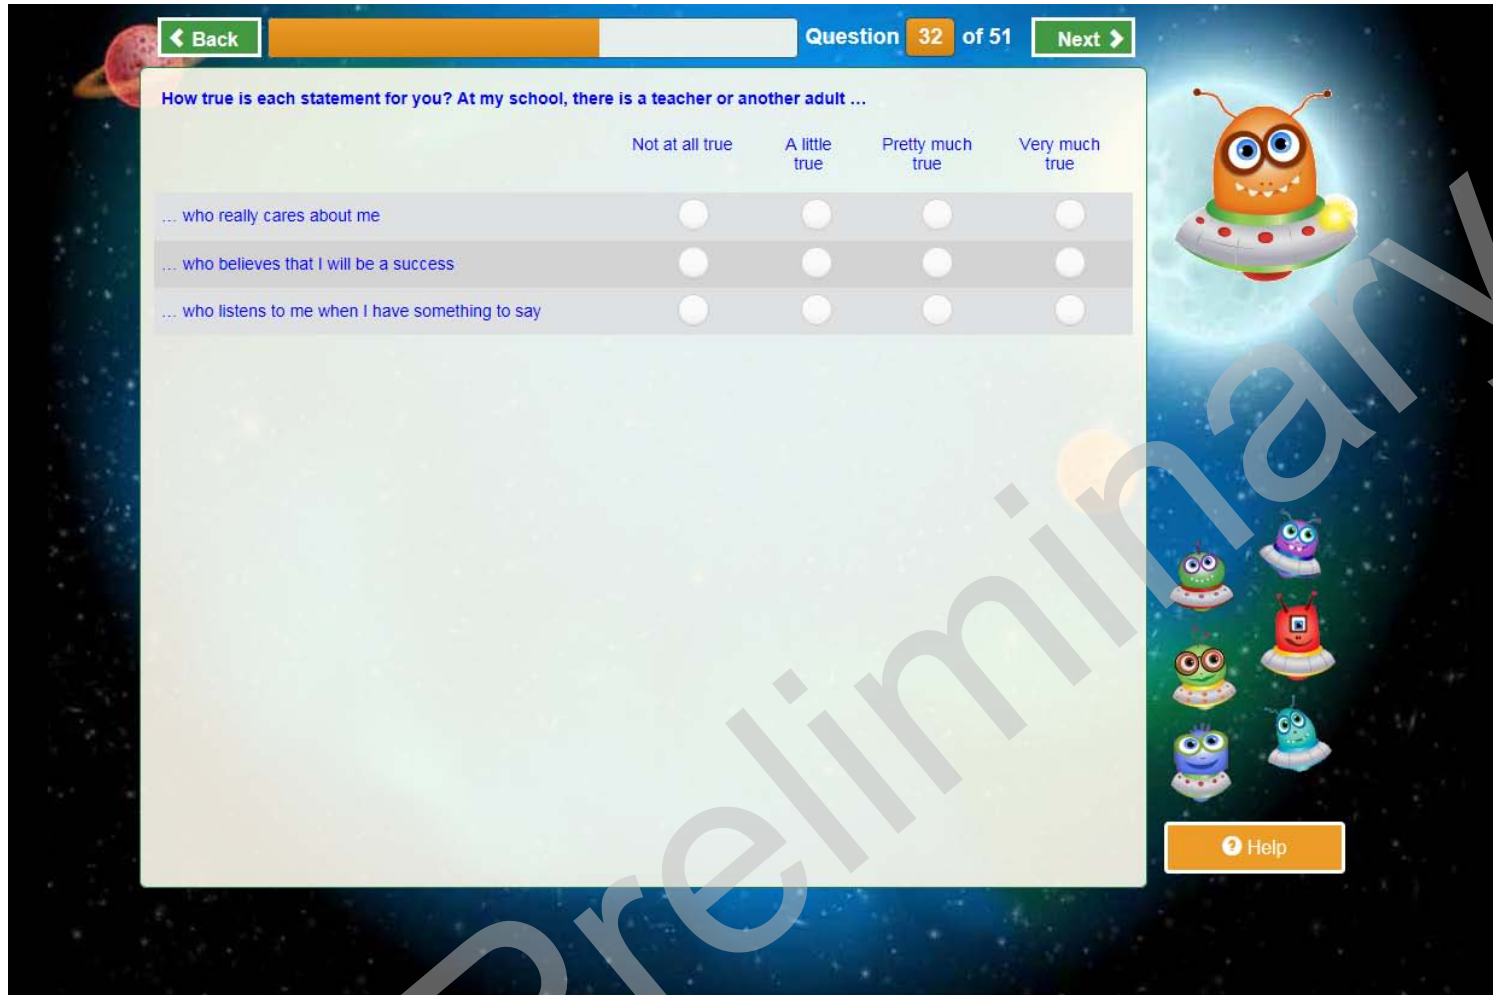 Back
Question 32 of 51
Next
How true is each statement for you? At my school, there is a teacher or another adult …
Not at all true
A little
true
Pretty much
true
Very much
true
… who really cares about me
… who believes that I will be a success
… who listens to me when I have something to say
Help
Preliminary